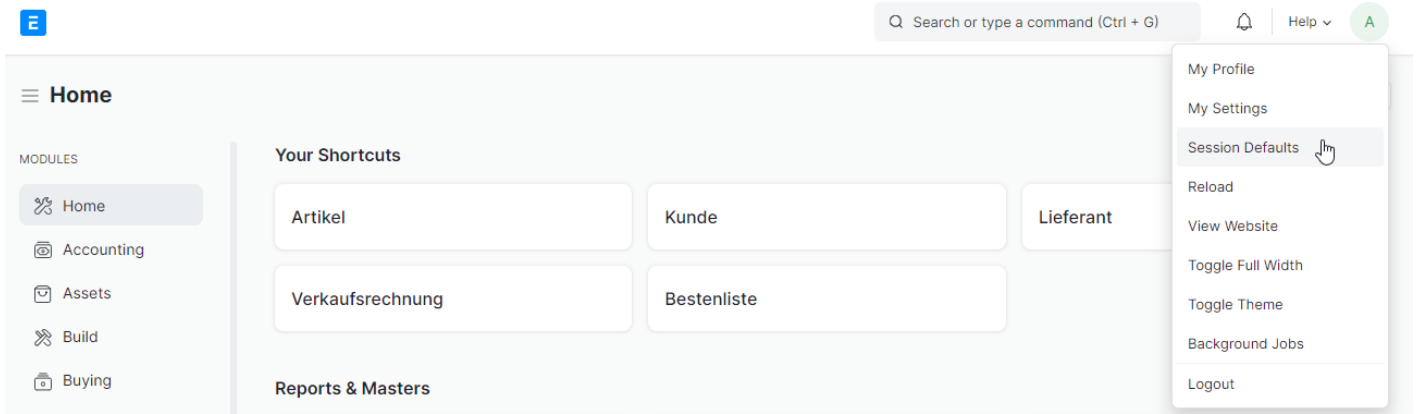 E
Search or type a command (Ctrl + G)
Help
A
My Profile
My Settings
Session Defaults
Reload
View Website
Toggle Full Width
Toggle Theme
Background Jobs
Logout
Home
MODULES
Home
Accounting
Assets
Build
Buying
Your Shortcuts
Artikel
Kunde
Lieferant
Verkaufsrechnung
Bestenliste
Reports & Masters